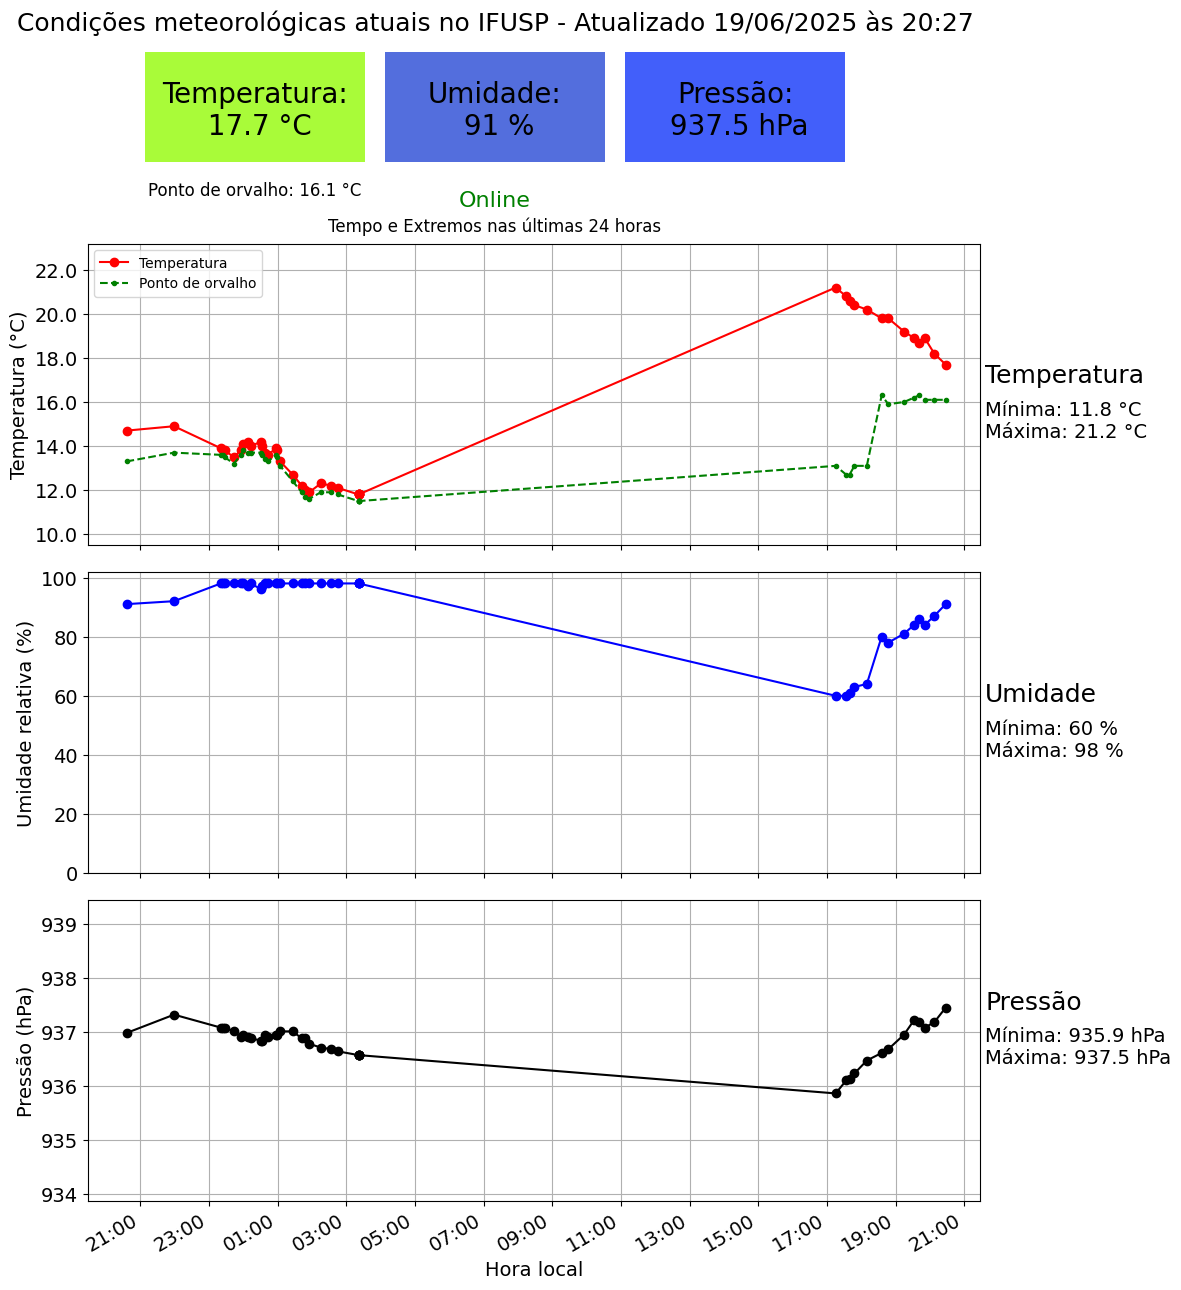 Condições meteorológicas atuais no IFUSP - Atualizado 19/06/2025 às 20:27
Temperatura:
17.7 °C
Umidade:
91 %
Pressão:
937.5 hPa
Ponto de orvalho: 16.1 °C
Online
Tempo e Extremos nas últimas 24 horas
Temperatura
Ponto de orvalho
Temperatura (°C)
22.0
20.0
18.0
16.0
14.0
12.0
10.0
Temperatura
Mínima: 11.8 °C
Máxima: 21.2 °C
Umidade relativa (%)
100
80
60
40
20
0
Umidade
Mínima: 60 %
Máxima: 98 %
Pressão (hPa)
939
938
937
936
935
934
Pressão
Mínima: 935.9 hPa
Máxima: 937.5 hPa
21:00
23:00
01:00
03:00
05:00
07:00
09:00
11:00
13:00
15:00
17:00
19:00
21:00
Hora local